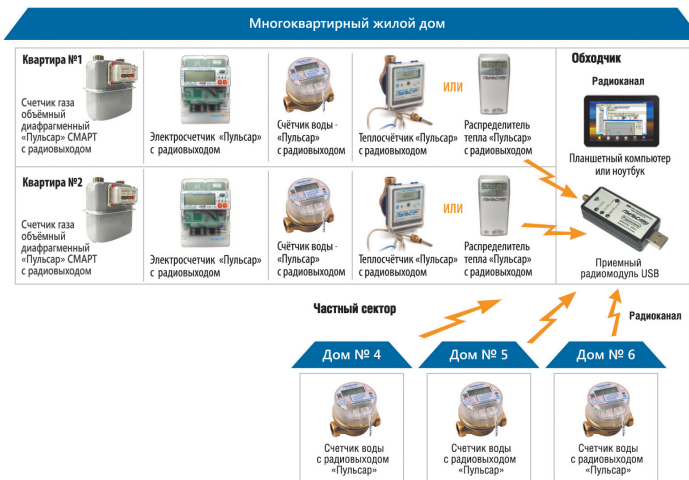 Многоквартирный жилой дом
Квартира №1
Счетчик газа
объёмный
диафрагменный
«Пульсар» СМАРТ
с радиовыходом
Электросчетчик «Пульсар»
с радиовыходом
Счётчик воды -
«Пульсар»
с радиовыходом
Теплосчётчик «Пульсар»
с радиовыходом
ИЛИ
Распределитель
тепла «Пульсар»
с радиовыходом
Обходчик
Радиоканал
Планшетный компьютер
или ноутбук
Квартира №2
Счетчик газа
объёмный
диафрагменный
«Пульсар» СМАРТ
с радиовыходом
Электросчетчик «Пульсар»
с радиовыходом
Счётчик воды -
«Пульсар»
с радиовыходом
Теплосчётчик «Пульсар»
с радиовыходом
ИЛИ
Распределитель
тепла «Пульсар»
с радиовыходом
Приемный
радиомодуль USB
Частный сектор
Радиоканал
Дом № 4
Дом № 5
Дом № 6
Счетчик воды
с радиовыходом
«Пульсар»
Счетчик воды
с радиовыходом
«Пульсар»
Счетчик воды
с радиовыходом
«Пульсар»